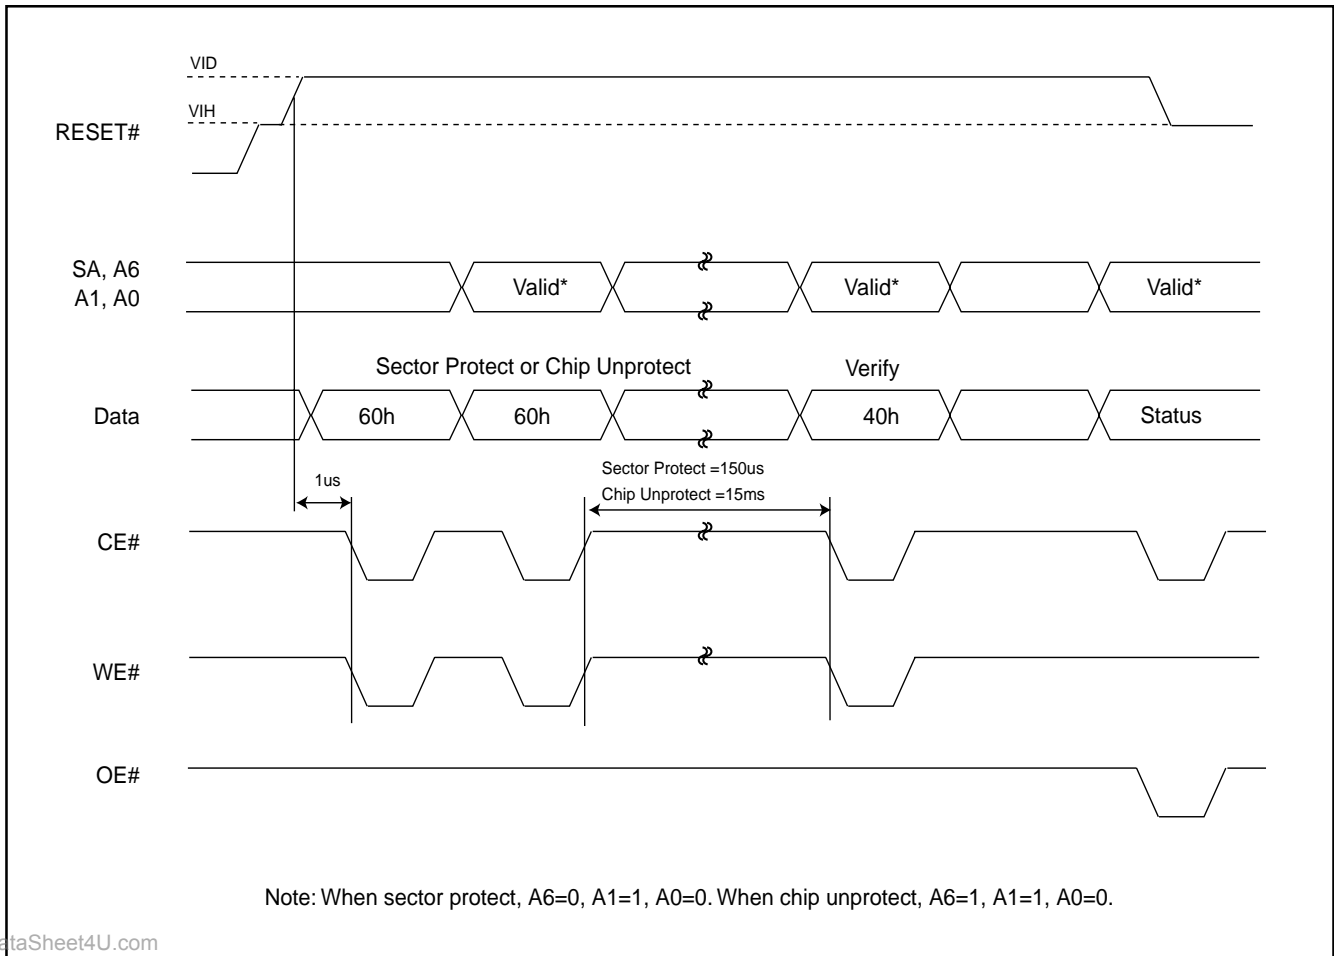 VID
VIH
RESET#
SA, A6
A1, A0
Valid*
Valid*
Valid*
Sector Protect or Chip Unprotect
Verify
Data
60h
60h
40h
Status
1us
Sector Protect =150us
Chip Unprotect =15ms
CE#
WE#
OE#
Note: When sector protect, A6=0, A1=1, A0=0. When chip unprotect, A6=1, A1=1, A0=0.
ataSheet4U.com